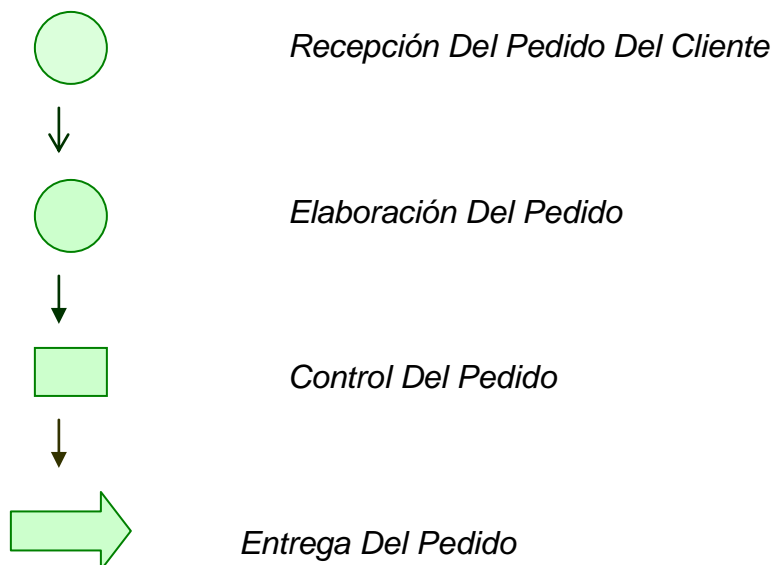 Recepción Del Pedido Del Cliente
Elaboración Del Pedido
Control Del Pedido
Entrega Del Pedido